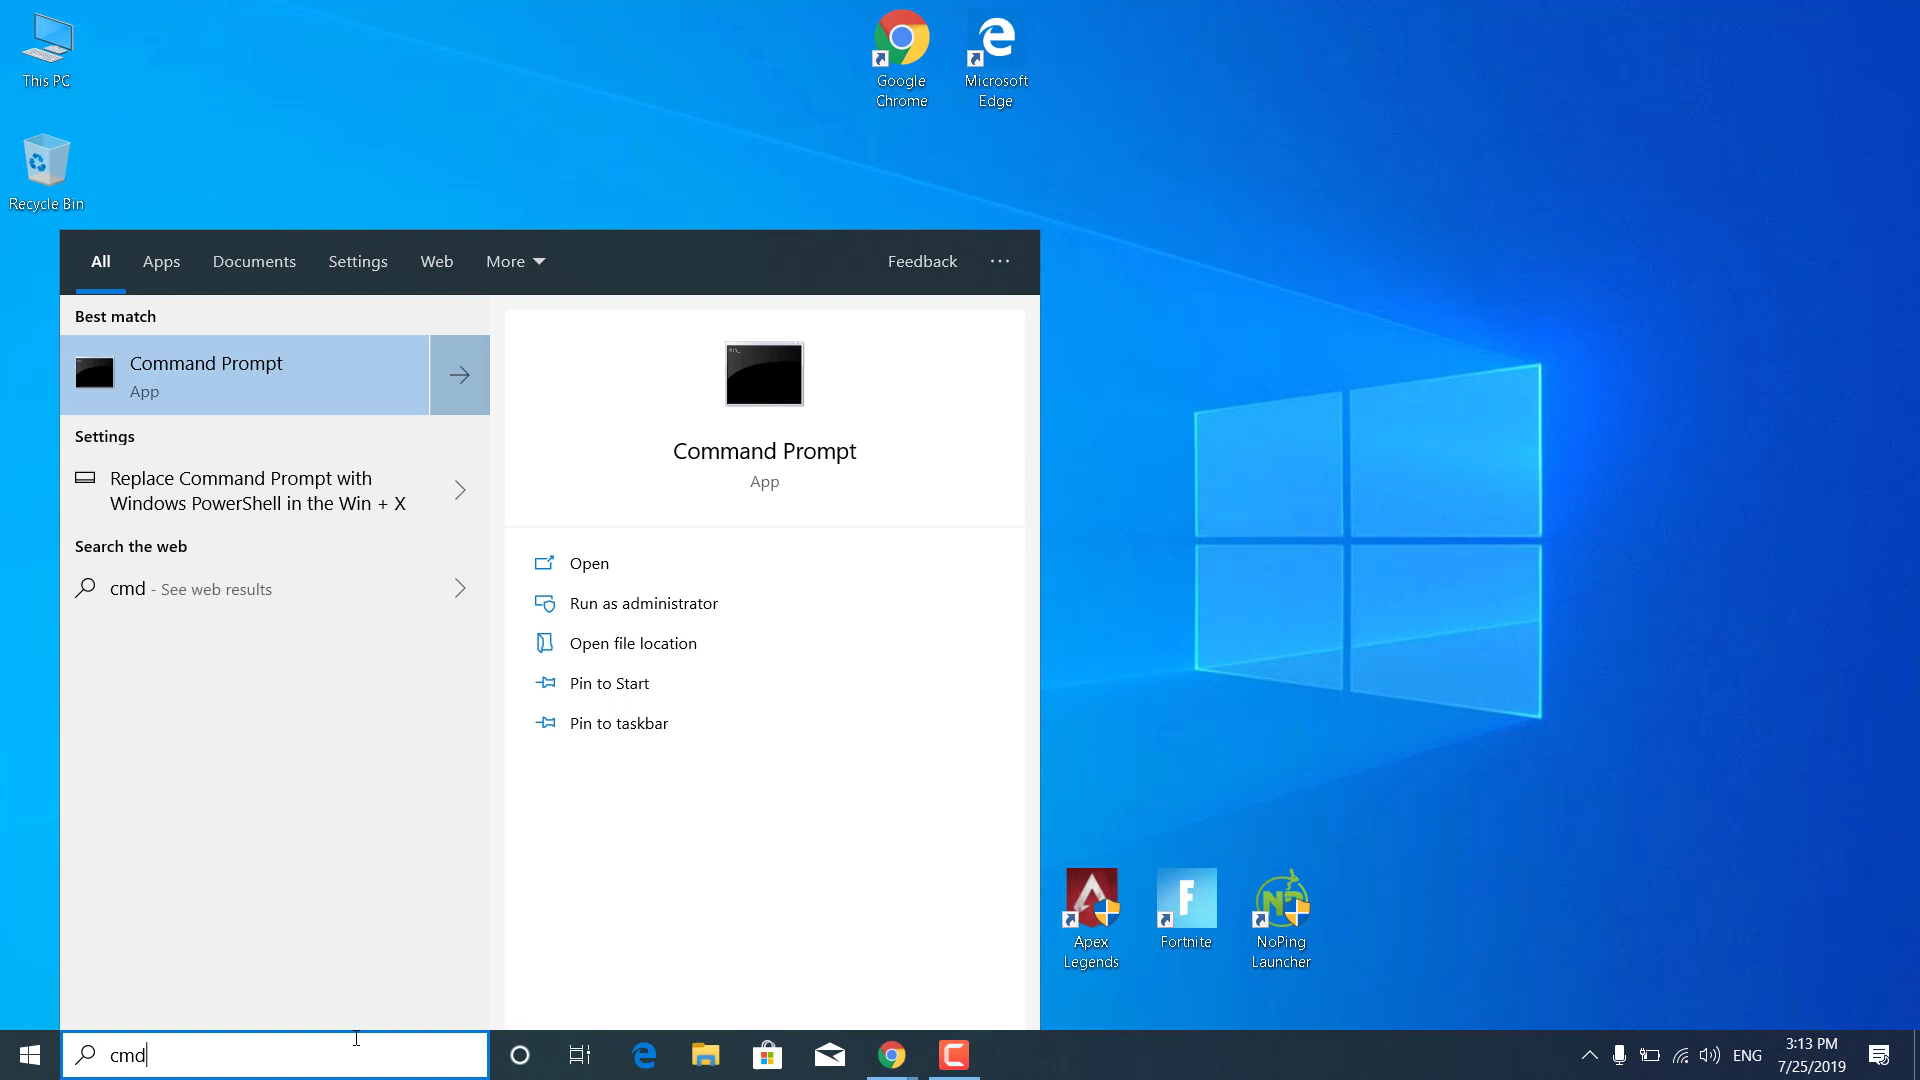 This PC
Google
Chrome
Microsoft
Edge
Recycle Bin
All
Apps
Documents
Settings
Web
More
Feedback
Best match
Command Prompt
App
Settings
Replace Command Prompt with
Windows PowerShell in the Win + X
Search the web
cmd - See web results
Command Prompt
App
Open
Run as administrator
Open file location
Pin to Start
Pin to taskbar
Apex
Legends
Fortnite
NoPing
Launcher
cmd
ENG
3:13 PM
7/25/2019